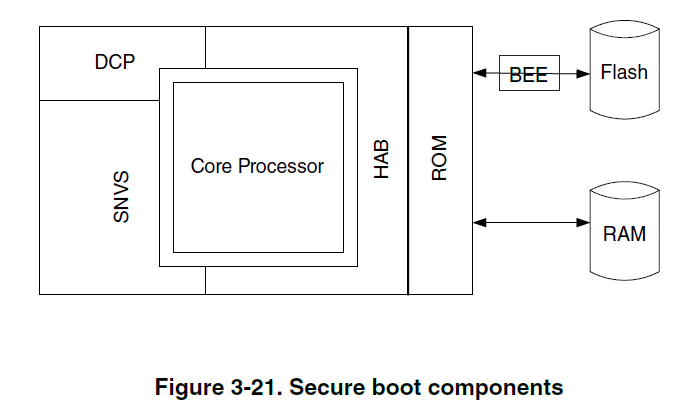 DCP
SNVS
Core Processor
HAB
ROM
BEE
Flash
RAM
Figure 3-21. Secure boot components